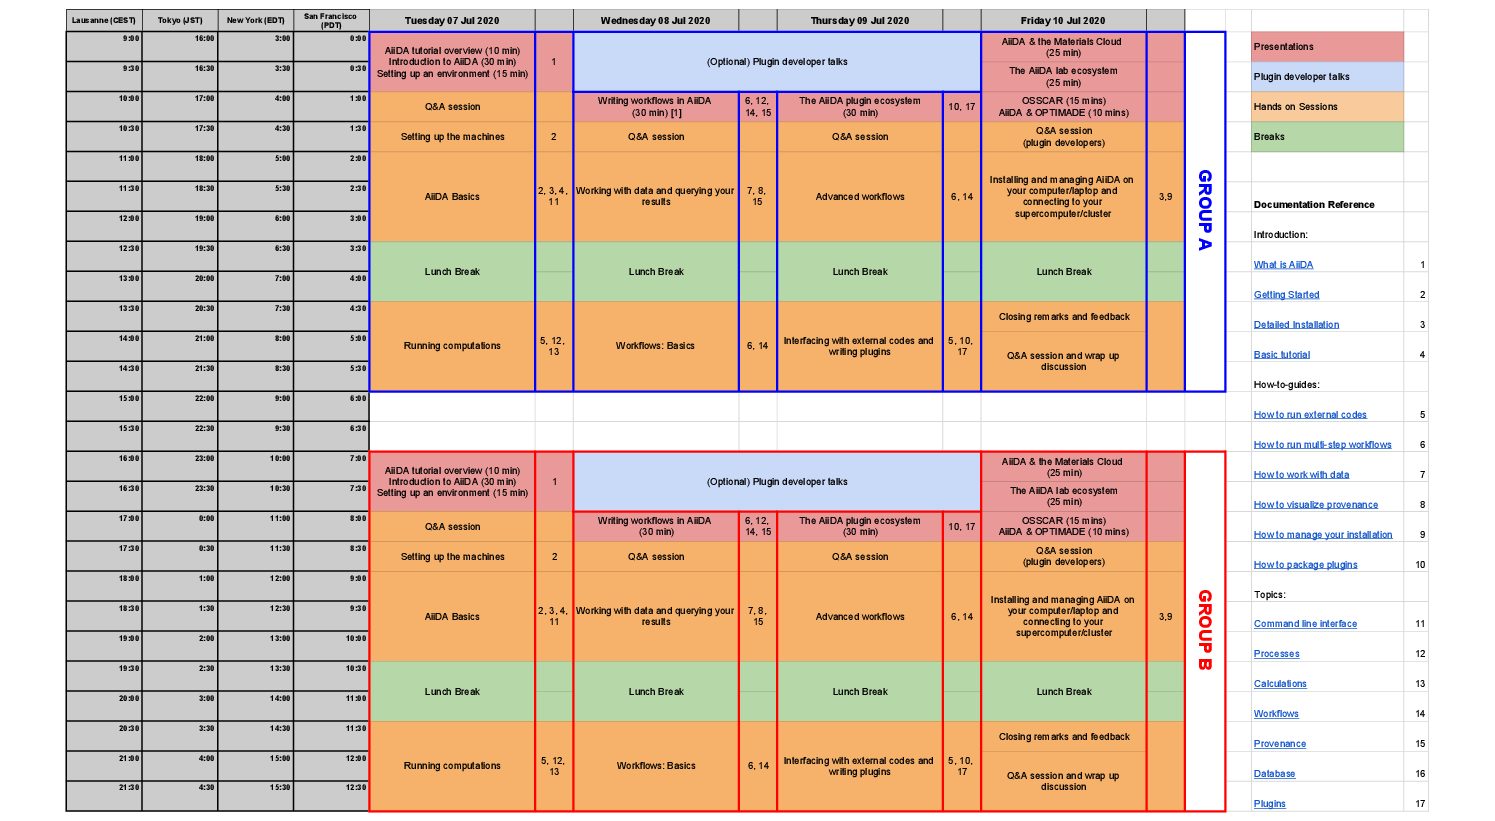 Lausanne (CEST) Tokyo (JST) New York (EDT) San Francisco (PDT) Tuesday 07 Jul 2020 Wednesday 08 Jul 2020 Thursday 09 Jul 2020 Friday 10 Jul 2020
9:00 16:00 3:00 0:00
9:30 16:30 3:30 0:30
10:00 17:00 4:00 1:00
10:30 17:30 4:30 1:30
11:00 18:00 5:00 2:00
11:30 18:30 5:30 2:30
12:00 19:00 6:00 3:00
12:30 19:30 6:30 3:30
13:00 20:00 7:00 4:00
13:30 20:30 7:30 4:30
14:00 21:00 8:00 5:00
14:30 21:30 8:30 5:30
15:00 22:00 9:00 6:00
15:30 22:30 9:30 6:30
16:00 23:00 10:00 7:00
16:30 23:30 10:30 7:30
17:00 0:00 11:00 8:00
17:30 0:30 11:30 8:30
18:00 1:00 12:00 9:00
18:30 1:30 12:30 9:30
19:00 2:00 13:00 10:00
19:30 2:30 13:30 10:30
20:00 3:00 14:00 11:00
20:30 3:30 14:30 11:30
21:00 4:00 15:00 12:00
21:30 4:30 15:30 12:30
AiiDA tutorial overview (10 min)
Introduction to AiiDA (30 min)
Setting up an environment (15 min)
1
(Optional) Plugin developer talks
AiiDA & the Materials Cloud
(25 min)
The AiiDA lab ecosystem
(25 min)
Q&A session
Writing workflows in AiiDA
(30 min) [1]
6, 12,
14, 15
The AiiDA plugin ecosystem
(30 min)
10, 17
OSSCAR (15 mins)
AiiDA & OPTIMADE (10 mins)
Setting up the machines
2
Q&A session
Q&A session
Q&A session
(plugin developers)
AiiDA Basics
2, 3, 4,
11
Working with data and querying your
results
7, 8,
15
Advanced workflows
6, 14
Installing and managing AiiDA on
your computer/laptop and
connecting to your
supercomputer/cluster
3,9
Lunch Break
Lunch Break
Lunch Break
Lunch Break
Running computations
5, 12,
13
Workflows: Basics
6, 14
Interfacing with external codes and
writing plugins
5, 10,
17
Closing remarks and feedback
Q&A session and wrap up
discussion
GROUP A
AiiDA tutorial overview (10 min)
Introduction to AiiDA (30 min)
Setting up an environment (15 min)
1
(Optional) Plugin developer talks
AiiDA & the Materials Cloud
(25 min)
The AiiDA lab ecosystem
(25 min)
Q&A session
Writing workflows in AiiDA
(30 min)
6, 12,
14, 15
The AiiDA plugin ecosystem
(30 min)
10, 17
OSSCAR (15 mins)
AiiDA & OPTIMADE (10 mins)
Setting up the machines
2
Q&A session
Q&A session
Q&A session
(plugin developers)
AiiDA Basics
2, 3, 4,
11
Working with data and querying your
results
7, 8,
15
Advanced workflows
6, 14
Installing and managing AiiDA on
your computer/laptop and
connecting to your
supercomputer/cluster
3,9
Lunch Break
Lunch Break
Lunch Break
Lunch Break
Running computations
5, 12,
13
Workflows: Basics
6, 14
Interfacing with external codes and
writing plugins
5, 10,
17
Closing remarks and feedback
Q&A session and wrap up
discussion
GROUP B
Presentations
Plugin developer talks
Hands on Sessions
Breaks
Documentation Reference
Introduction:
What is AiiDA 1
Getting Started 2
Detailed Installation 3
Basic tutorial 4
How-to-guides:
How to run external codes 5
How to run multi-step workflows 6
How to work with data 7
How to visualize provenance 8
How to manage your installation 9
How to package plugins 10
Topics:
Command line interface 11
Processes 12
Calculations 13
Workflows 14
Provenance 15
Database 16
Plugins 17